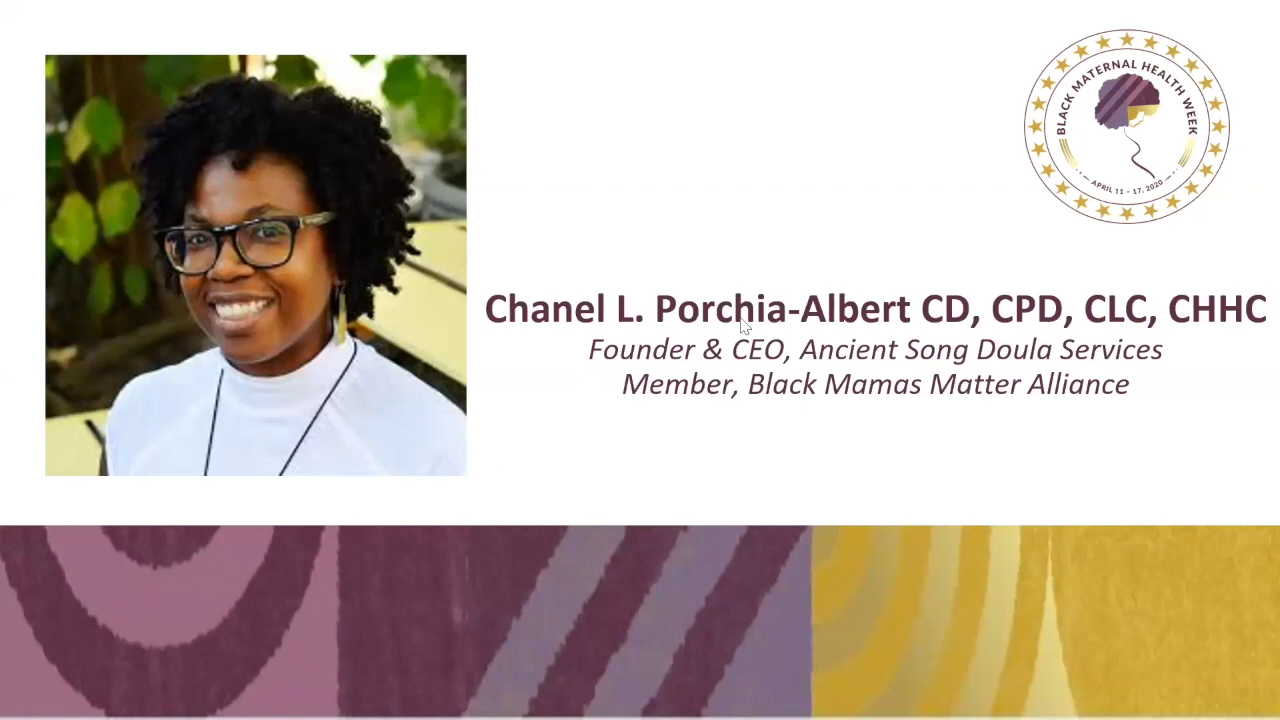 BLACK MATERNAL HEALTH WEEK
APRIL 11 - 17, 2020
Chanel L. Porchia-Albert CD, CPD, CLC, CHHC
Founder & CEO, Ancient Song Doula Services
Member, Black Mamas Matter Alliance